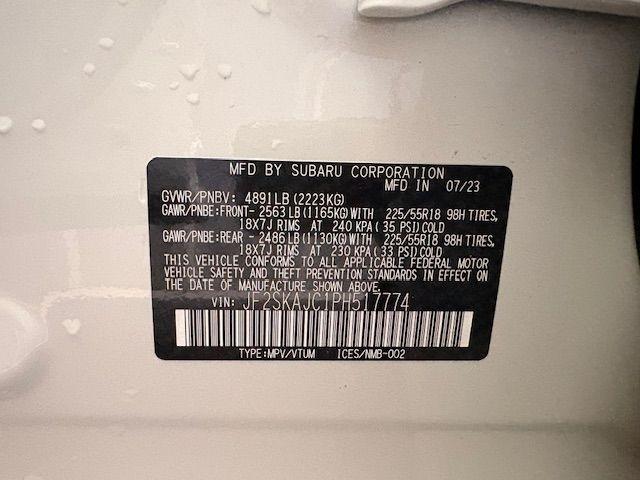 MFD BY SUBARU CORPORATION
MFD IN 07/23
GVWR/PNBV: 4891LB (2223KG)
GAWR/PNBE:FRONT- 2563LB (1165KG) WITH 225/55R18 98H TIRES,
18X7J RIMS AT 240 KPA ( 35 PSI) COLD
GAWR/PNBE:REAR - 2486LB (1130KG) WITH 225/55R18 98H TIRES,
18X7J RIMS AT 230 KPA ( 33 PSI) COLD
THIS VEHICLE CONFORMS TO ALL APPLICABLE FEDERAL MOTOR
VEHICLE SAFETY AND THEFT PREVENTION STANDARDS IN EFFECT ON
THE DATE OF MANUFACTURE SHOWN ABOVE.
VIN: JF2SKAJC1PH517774
TYPE:MPV/VTUM ICES/NMB-002